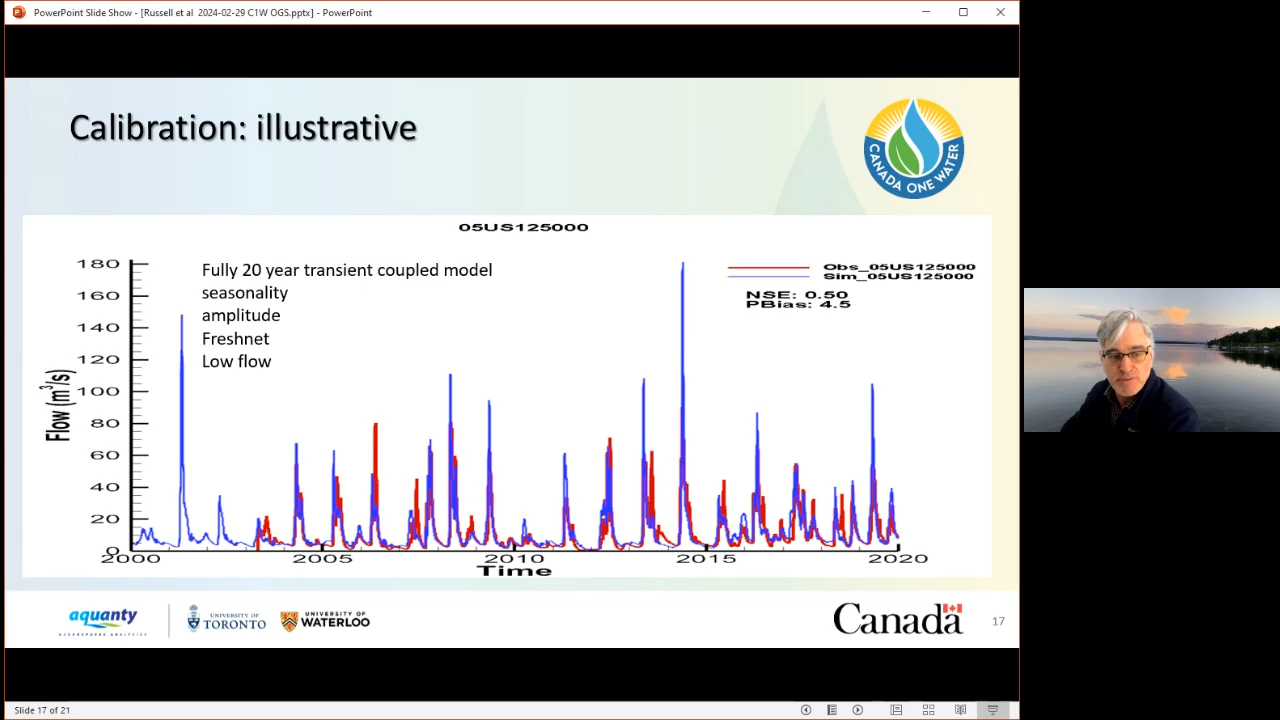 PowerPoint Slide Show - [Russell et al 2024-02-29 C1W OGS.pptx] - PowerPoint
Calibration: illustrative
CANADA ONE WATER
05US125000
Fully 20 year transient coupled model
seasonality
amplitude
Freshnet
Low flow
Obs_05US125000
Sim_05US125000
NSE: 0.50
PBias: 4.5
Flow (m³/s)
180
160
140
120
100
80
60
40
20
0
2000
2005
2010
2015
2020
Time
aquanty
HYDROSPHERE ANALYTICS
UNIVERSITY OF
TORONTO
UNIVERSITY OF
WATERLOO
Canada
17
Slide 17 of 21